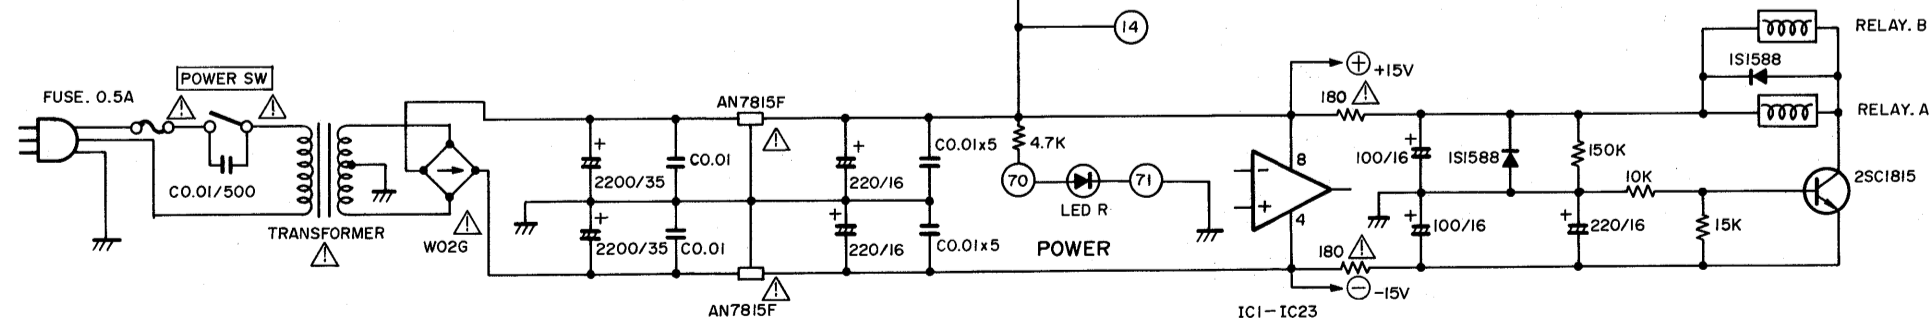 14
RELAY. B
POWER SW
1S1588
FUSE. 0.5A
+15V
180
AN7815F
RELAY. A
4.7K
C0.01
C0.01x5
8
100/16
1S1588
150K
2200/35
220/16
70
71
10K
2SC1815
C0.01/500
LED R
4
2200/35
C0.01
220/16
C0.01x5
POWER
100/16
220/16
15K
TRANSFORMER
W02G
180
-15V
AN7815F
IC1-IC23